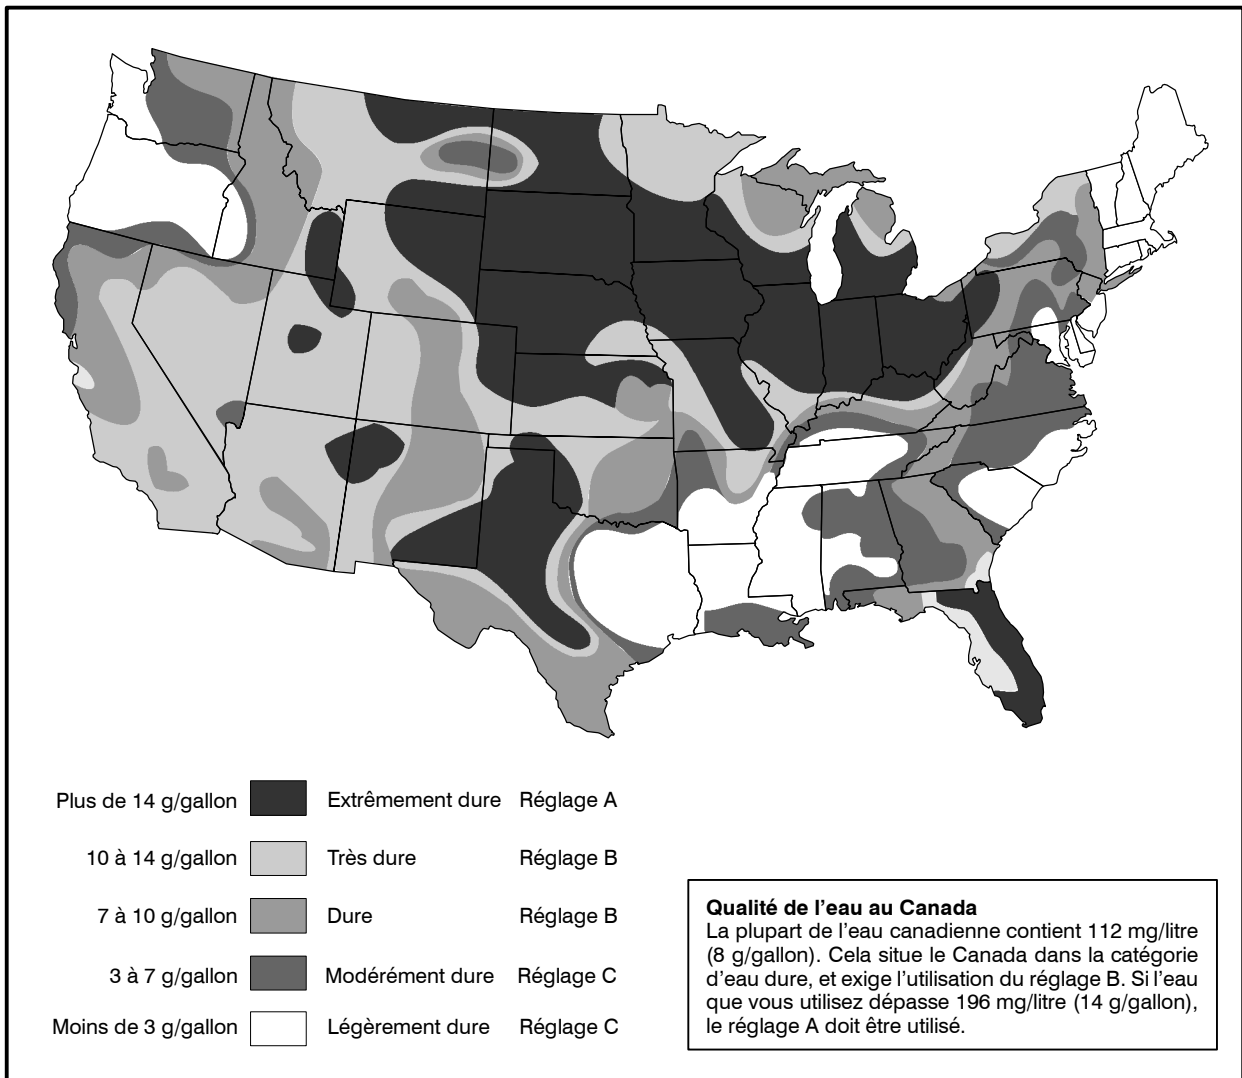 Plus de 14 g/gallon Extrêmement dure Réglage A
10 à 14 g/gallon Très dure Réglage B
7 à 10 g/gallon Dure Réglage B
3 à 7 g/gallon Modérément dure Réglage C
Moins de 3 g/gallon Légèrement dure Réglage C
Qualité de l'eau au Canada
La plupart de l'eau canadienne contient 112 mg/litre
(8 g/gallon). Cela situe le Canada dans la catégorie
d'eau dure, et exige l'utilisation du réglage B. Si l'eau
que vous utilisez dépasse 196 mg/litre (14 g/gallon),
le réglage A doit être utilisé.